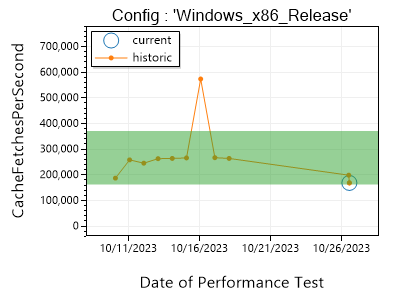 Config : 'Windows_x86_Release'
current
historic
700,000
600,000
500,000
400,000
300,000
200,000
100,000
0
CacheFetchesPerSecond
10/11/2023 10/16/2023 10/21/2023 10/26/2023
Date of Performance Test